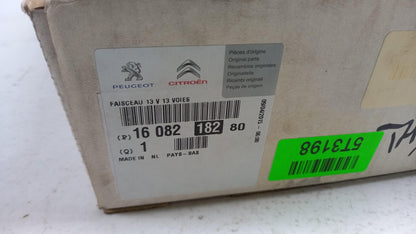 PEUGEOT
CITROËN
Pièces d'origine
Original parts
Recambios originales
Originalteile
Ricambi originali
Peças de origem
FAISCEAU 13 V 13 VOIES
(P) 16 082 182 80
(Q) 1
MADE IN NL PAYS-BAS
5T3198